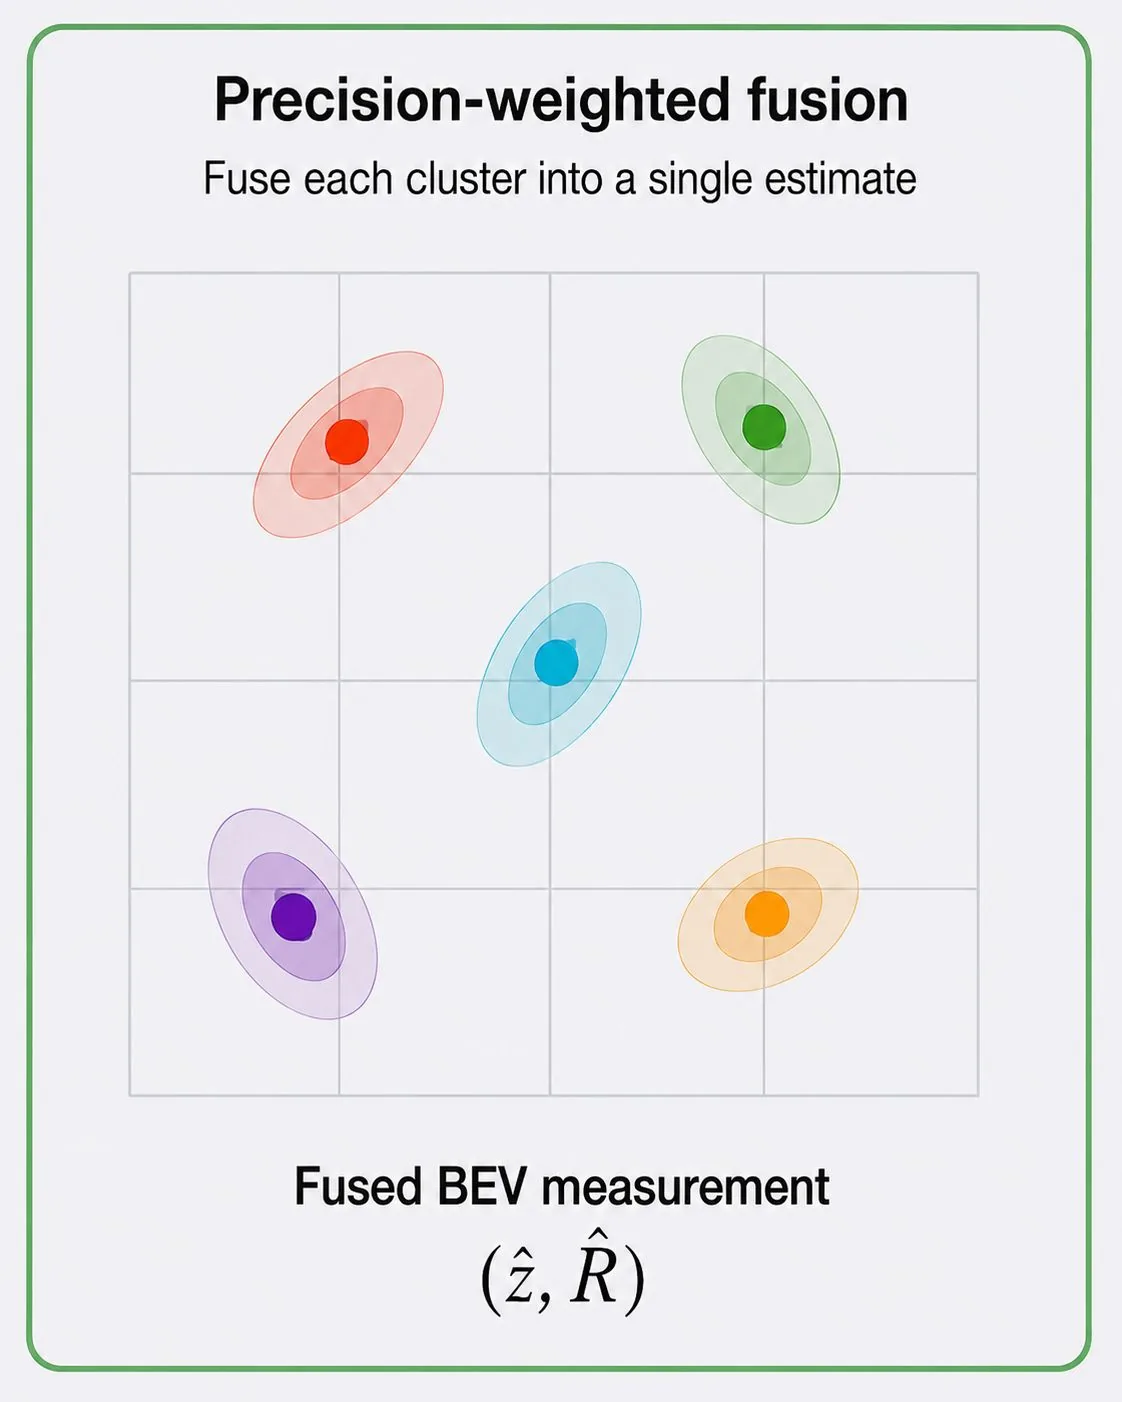 Precision-weighted fusion
Fuse each cluster into a single estimate
Fused BEV measurement
(ẑ, R̂)